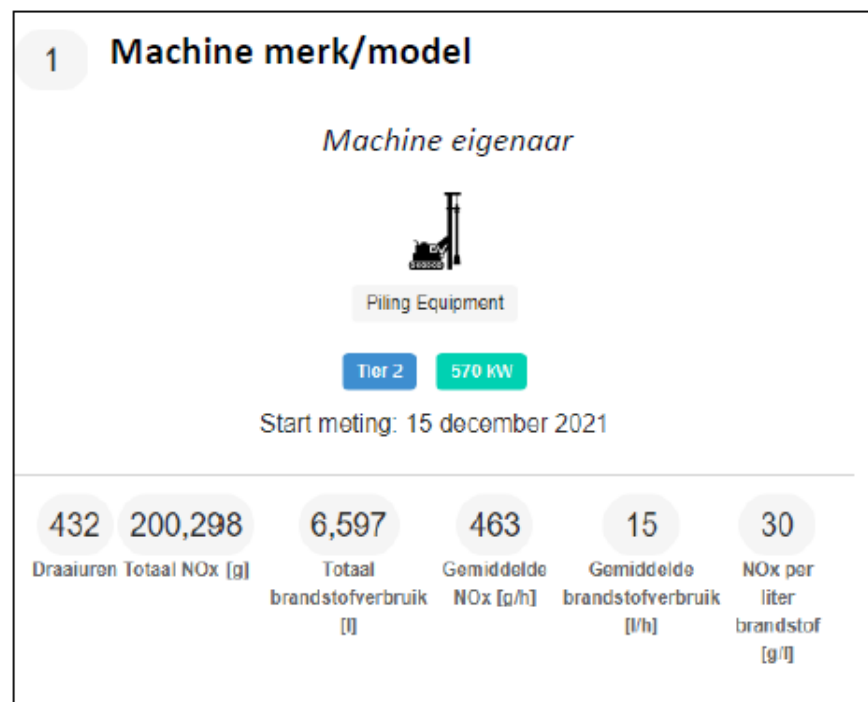 1 Machine merk/model
Machine eigenaar
Piling Equipment
Tier 2 570 kW
Start meting: 15 december 2021
432 200,298 6,597 463 15 30
Draaiuren Totaal NOx [g] Totaal brandstofverbruik [l] Gemiddelde NOx [g/h] Gemiddelde brandstofverbruik [l/h] NOx per liter brandstof [g/l]